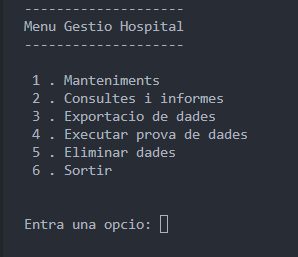 --------------------
Menu Gestio Hospital
--------------------
1 . Manteniments
2 . Consultes i informes
3 . Exportacio de dades
4 . Executar prova de dades
5 . Eliminar dades
6 . Sortir
Entra una opcio: